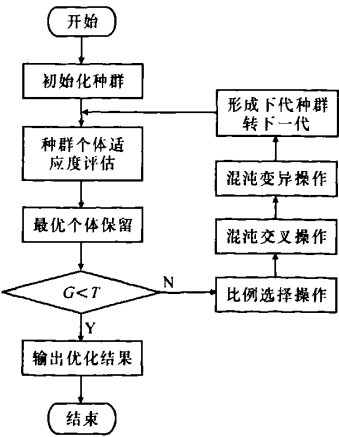 开始
初始化种群
种群个体适
应度评估
最优个体保留
G<T
N
Y
输出优化结果
结束
形成下代种群
转下一代
混沌变异操作
混沌交叉操作
比例选择操作